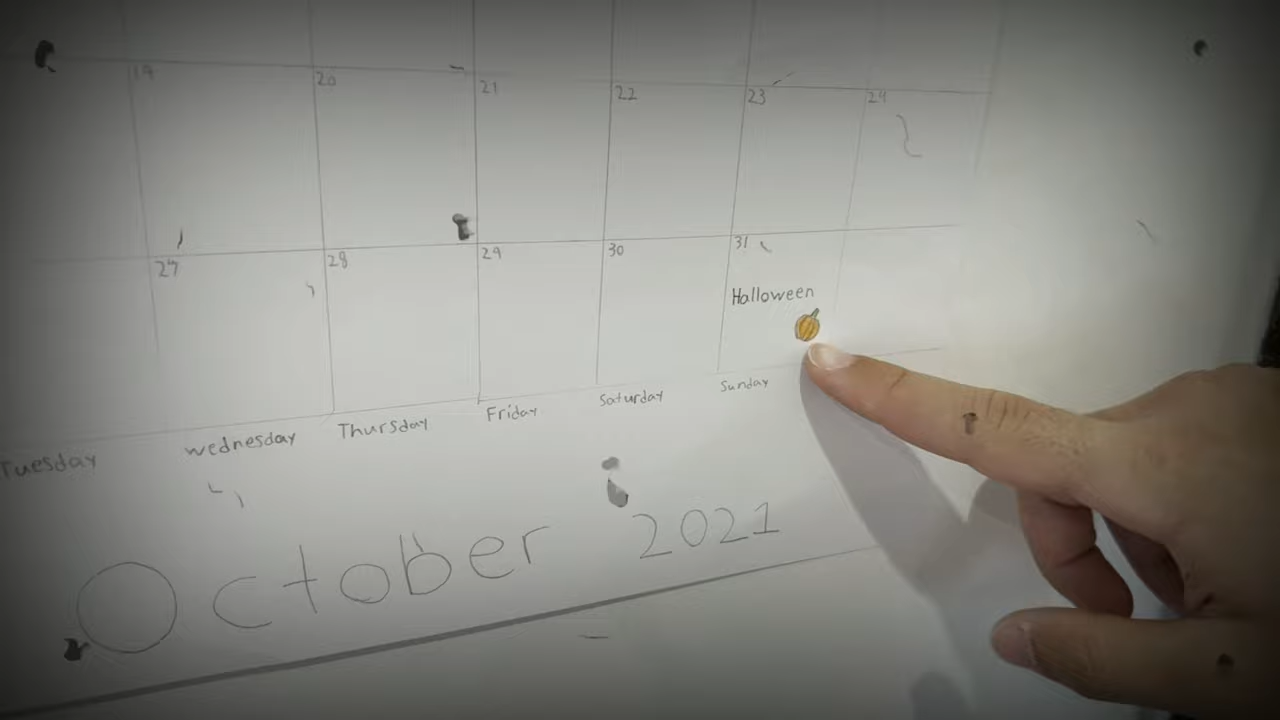 19 20 21 22 23 24
27 28 29 30 31
Halloween
Tuesday wednesday Thursday Friday Saturday Sunday
October 2021